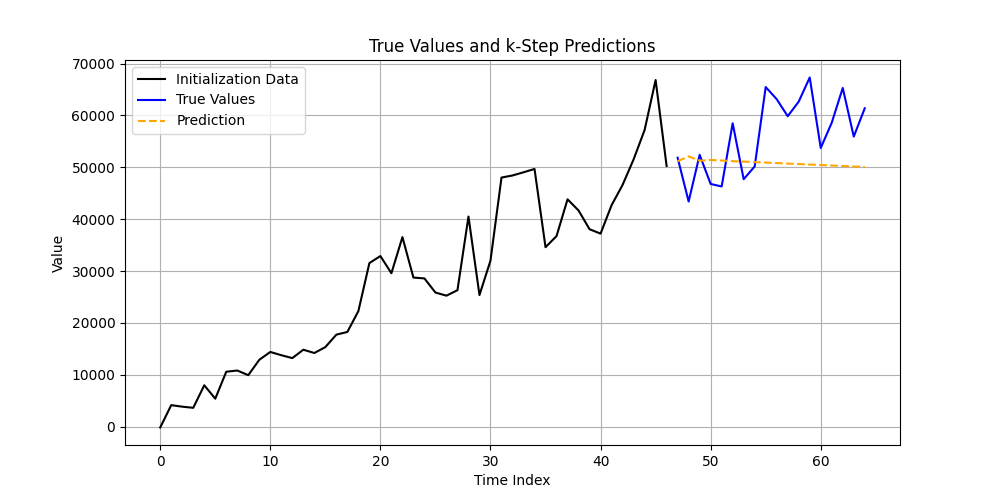 True Values and k-Step Predictions
70000
60000
50000
40000
30000
20000
10000
0
Value
Initialization Data
True Values
Prediction
0 10 20 30 40 50 60
Time Index